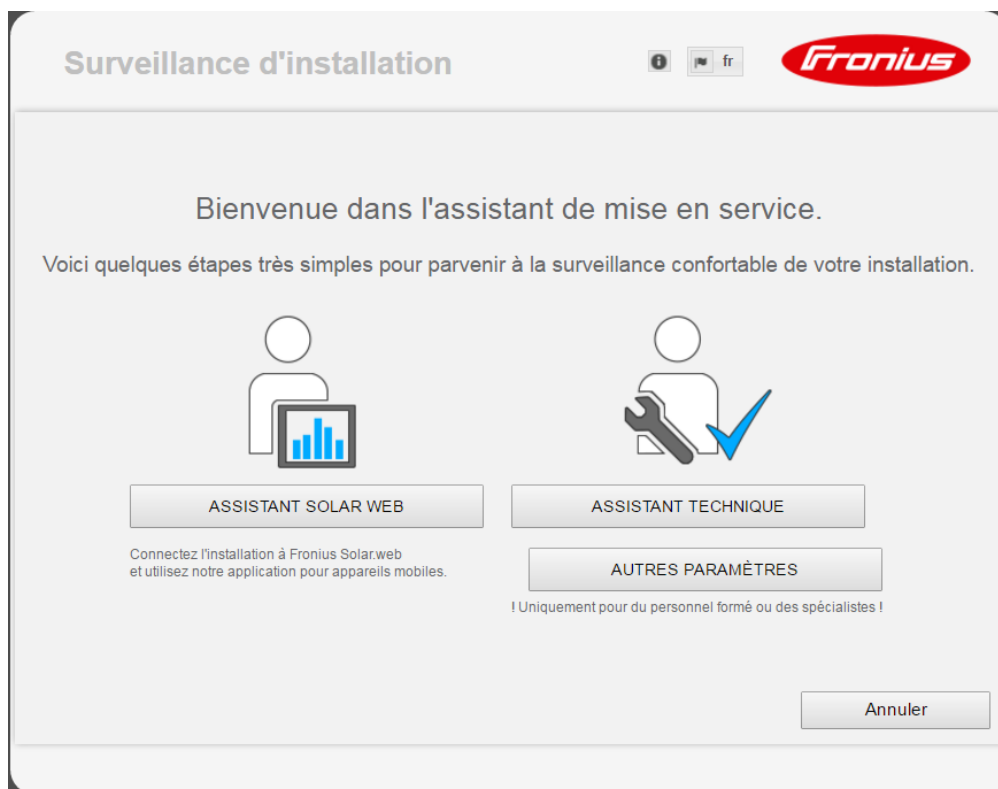 Surveillance d'installation
fr
Fronius
Bienvenue dans l'assistant de mise en service.
Voici quelques étapes très simples pour parvenir à la surveillance confortable de votre installation.
ASSISTANT SOLAR WEB
Connectez l'installation à Fronius Solar.web
et utilisez notre application pour appareils mobiles.
ASSISTANT TECHNIQUE
AUTRES PARAMÈTRES
! Uniquement pour du personnel formé ou des spécialistes !
Annuler